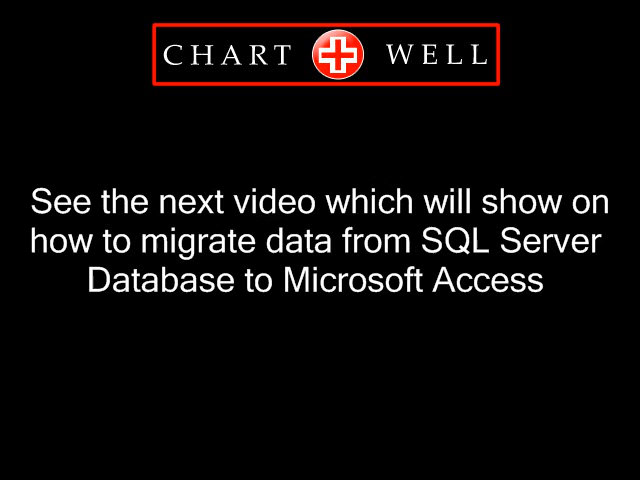 CHART WELL
See the next video which will show on
how to migrate data from SQL Server
Database to Microsoft Access